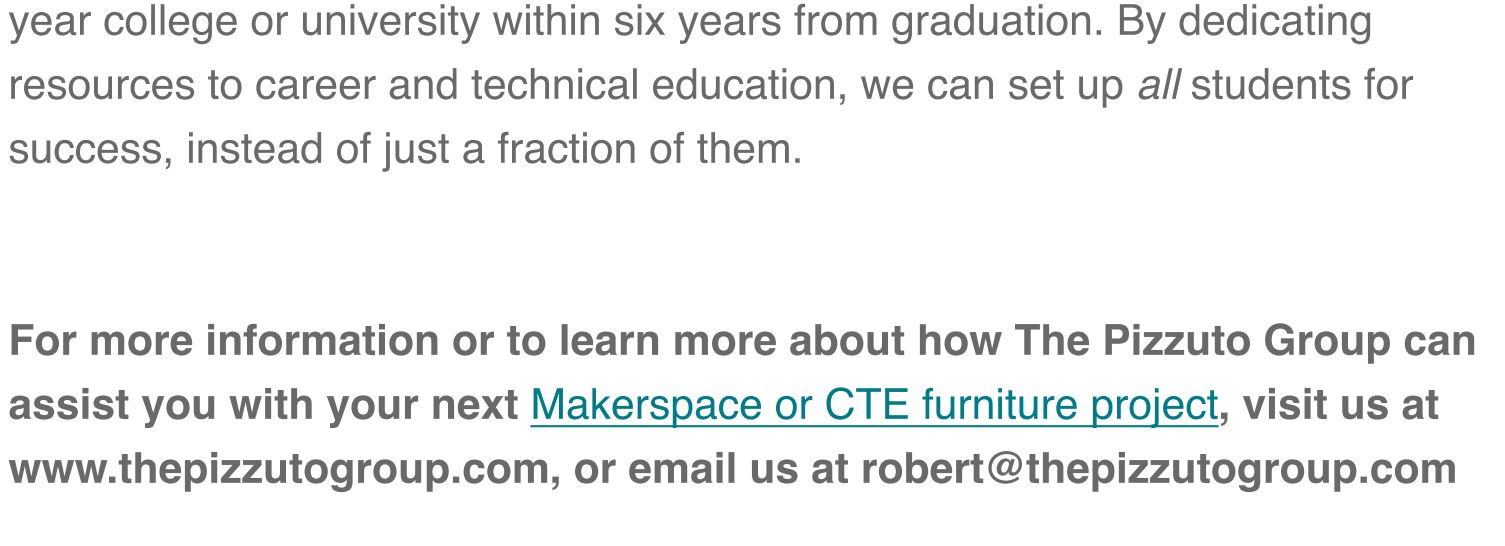 year college or university within six years from graduation. By dedicating
resources to career and technical education, we can set up all students for
success, instead of just a fraction of them.
For more information or to learn more about how The Pizzuto Group can
assist you with your next Makerspace or CTE furniture project, visit us at
www.thepizzutogroup.com, or email us at robert@thepizzutogroup.com